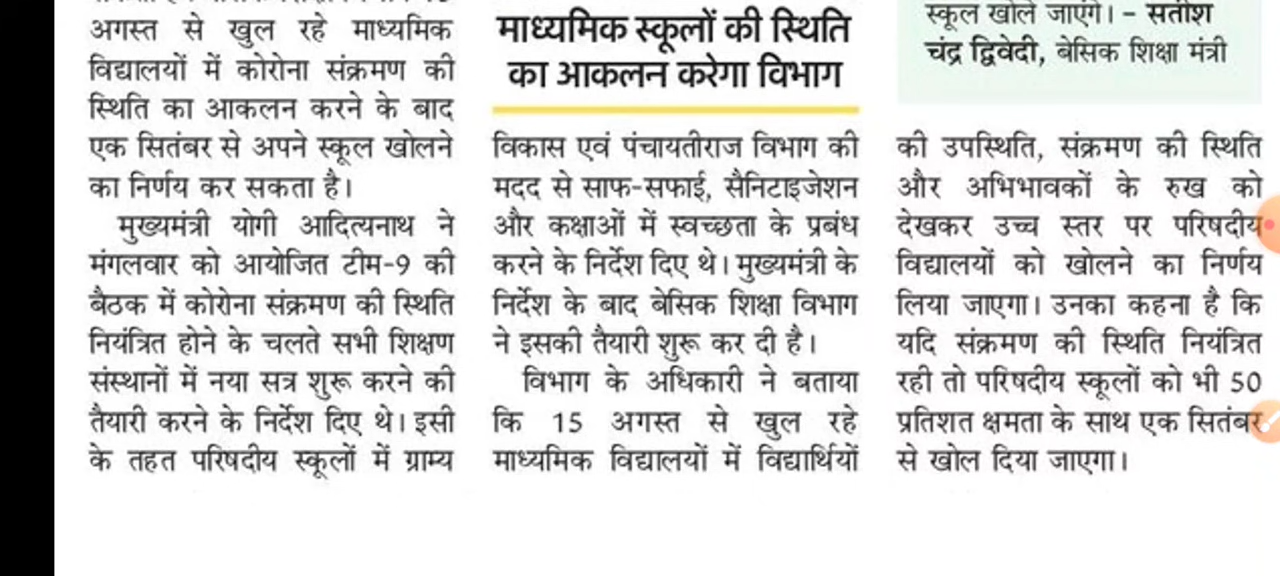 अगस्त से खुल रहे माध्यमिक
विद्यालयों में कोरोना संक्रमण की
स्थिति का आकलन करने के बाद
एक सितंबर से अपने स्कूल खोलने
का निर्णय कर सकता है।
मुख्यमंत्री योगी आदित्यनाथ ने
मंगलवार को आयोजित टीम-9 की
बैठक में कोरोना संक्रमण की स्थिति
नियंत्रित होने के चलते सभी शिक्षण
संस्थानों में नया सत्र शुरू करने की
तैयारी करने के निर्देश दिए थे। इसी
के तहत परिषदीय स्कूलों में ग्राम्य
माध्यमिक स्कूलों की स्थिति
का आकलन करेगा विभाग
विकास एवं पंचायतीराज विभाग की
मदद से साफ-सफाई, सैनिटाइजेशन
और कक्षाओं में स्वच्छता के प्रबंध
करने के निर्देश दिए थे। मुख्यमंत्री के
निर्देश के बाद बेसिक शिक्षा विभाग
ने इसकी तैयारी शुरू कर दी है।
विभाग के अधिकारी ने बताया
कि 15 अगस्त से खुल रहे
माध्यमिक विद्यालयों में विद्यार्थियों
स्कूल खोले जाएंगे। – सतीश
चंद्र द्विवेदी, बेसिक शिक्षा मंत्री
की उपस्थिति, संक्रमण की स्थिति
और अभिभावकों के रुख को
देखकर उच्च स्तर पर परिषदीय
विद्यालयों को खोलने का निर्णय
लिया जाएगा। उनका कहना है कि
यदि संक्रमण की स्थिति नियंत्रित
रही तो परिषदीय स्कूलों को भी 50
प्रतिशत क्षमता के साथ एक सितंबर
से खोल दिया जाएगा।